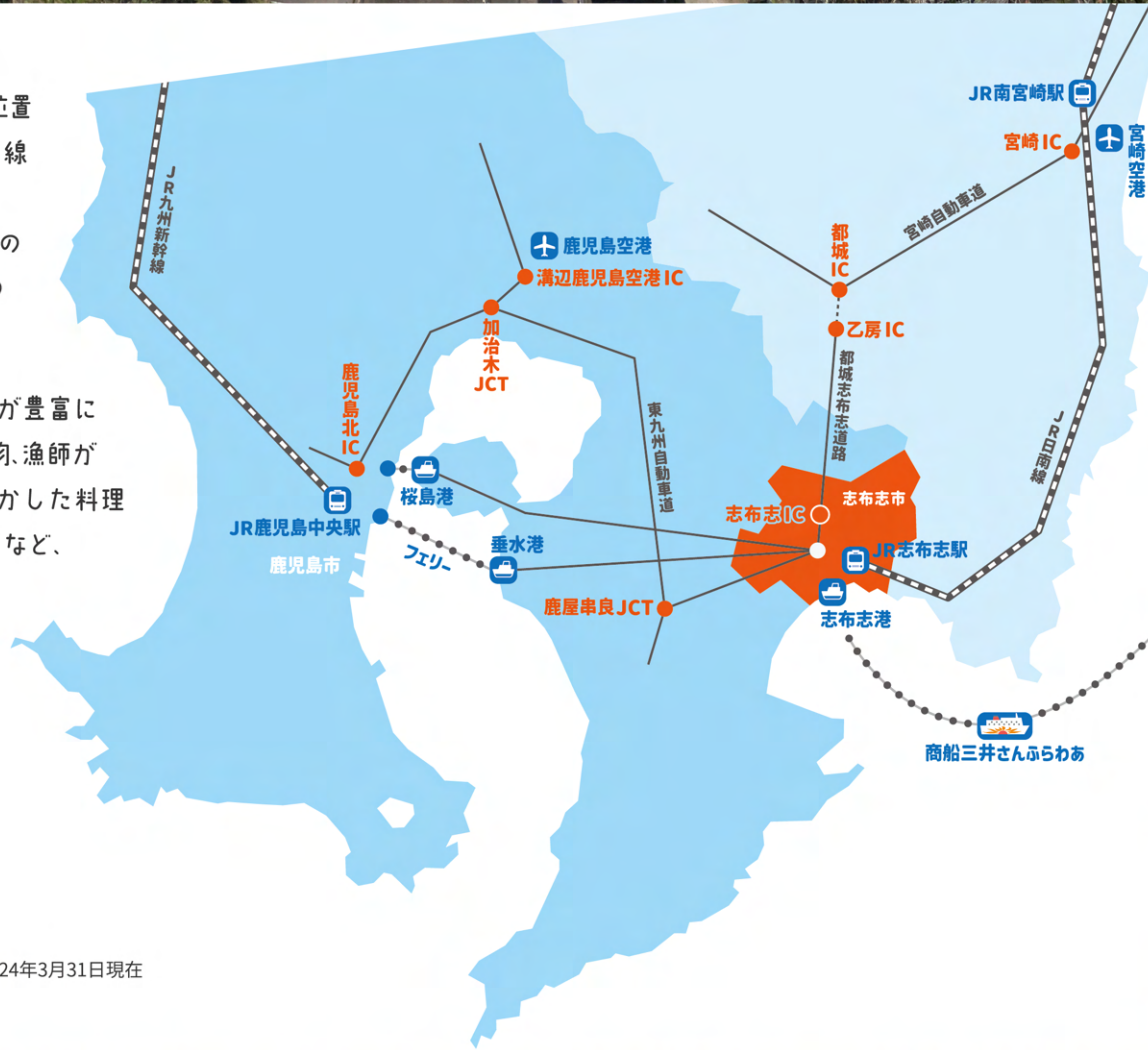 位置
線
の
が豊富に
、漁師が
かした料理
など、
24年3月31日現在
JR九州新幹線
鹿児島空港
溝辺鹿児島空港IC
加治木JCT
鹿児島北IC
桜島港
JR鹿児島中央駅
鹿児島市
フェリー
垂水港
東九州自動車道
鹿屋串良JCT
JR南宮崎駅
宮崎IC
宮崎空港
宮崎自動車道
都城IC
乙房IC
都城志布志道路
JR日南線
志布志市
志布志IC
JR志布志駅
志布志港
商船三井さんふらわあ